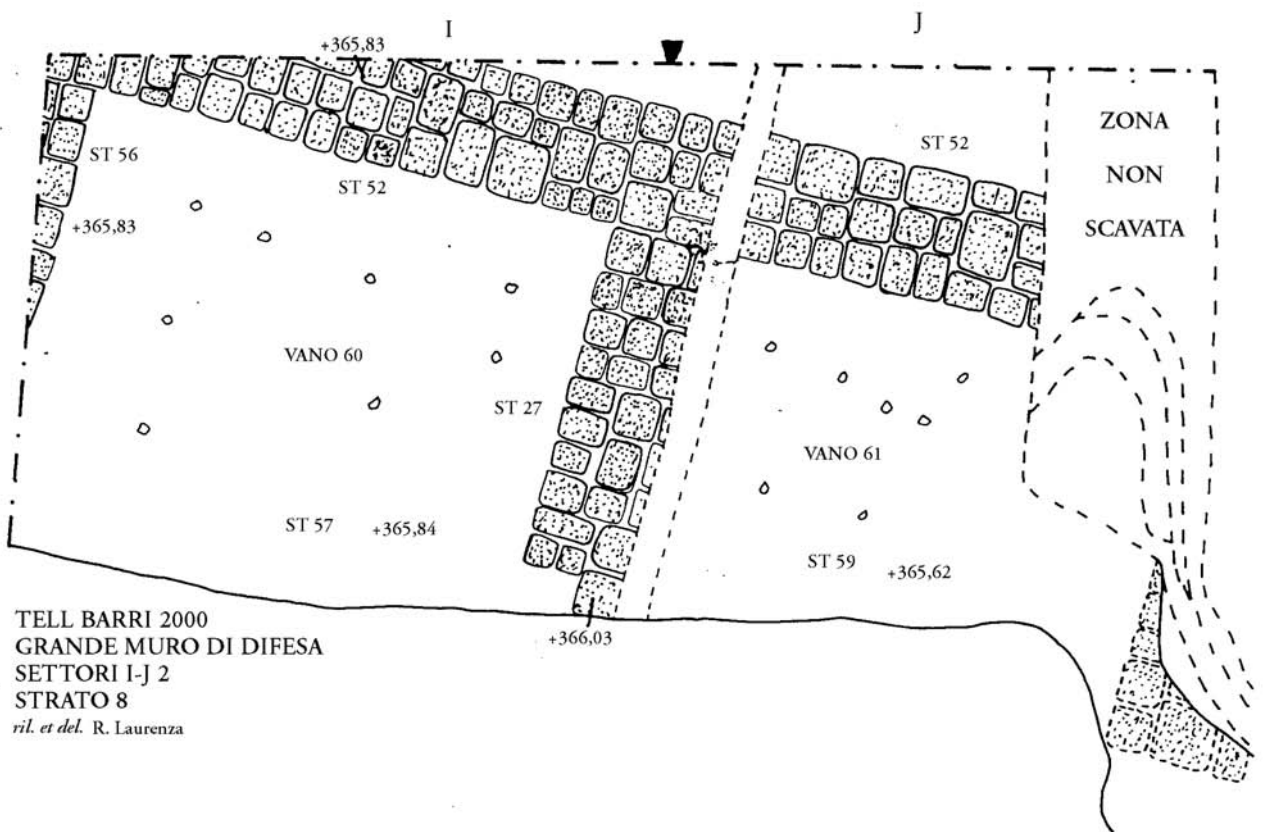 I
J
+365,83
ST 56
ST 52
ST 52
ZONA
NON
SCAVATA
+365,83
VANO 60
ST 27
VANO 61
ST 57
+365,84
ST 59
+365,62
+366,03
TELL BARRI 2000
GRANDE MURO DI DIFESA
SETTORI I-J 2
STRATO 8
ril. et del. R. Laurenza